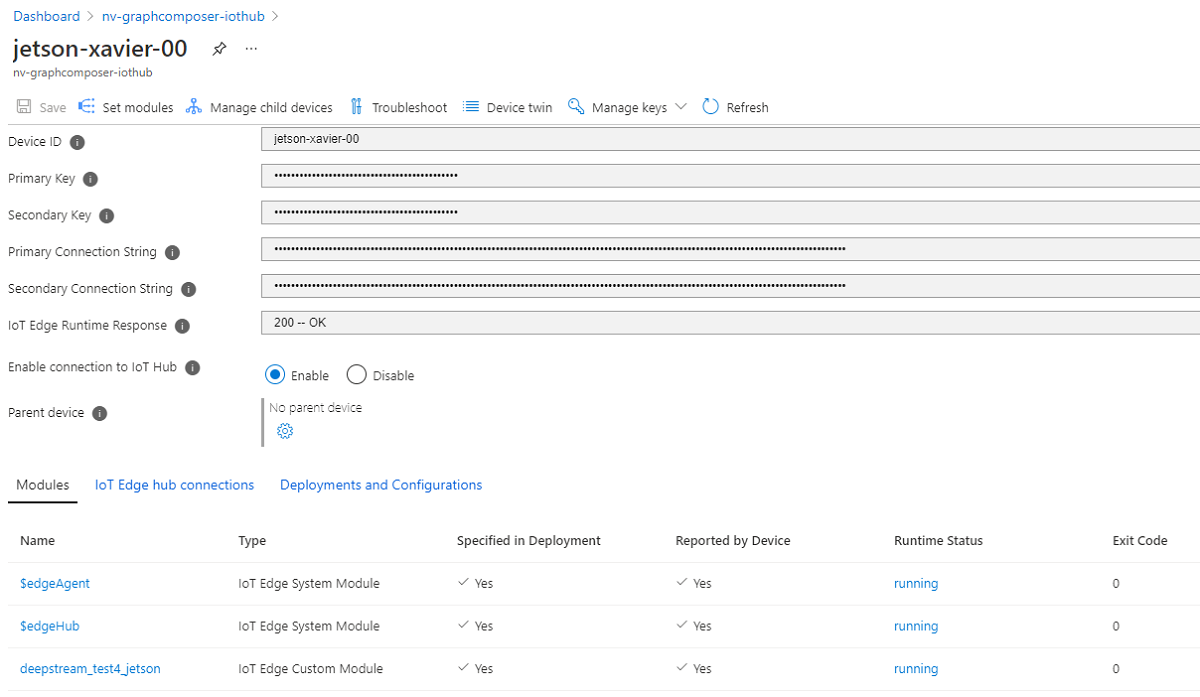 Dashboard > nv-graphcomposer-iothub >
jetson-xavier-00 ...
nv-graphcomposer-iothub
Save Set modules Manage child devices Troubleshoot Device twin Manage keys Refresh
Device ID jetson-xavier-00
Primary Key ••••••••••••••••••••••••••••••••••••••••••••
Secondary Key ••••••••••••••••••••••••••••••••••••••••••••
Primary Connection String
Secondary Connection String
IoT Edge Runtime Response 200 -- OK
Enable connection to IoT Hub Enable Disable
Parent device No parent device
Modules IoT Edge hub connections Deployments and Configurations
Name Type Specified in Deployment Reported by Device Runtime Status Exit Code
$edgeAgent IoT Edge System Module Yes Yes running 0
$edgeHub IoT Edge System Module Yes Yes running 0
deepstream_test4_jetson IoT Edge Custom Module Yes Yes running 0